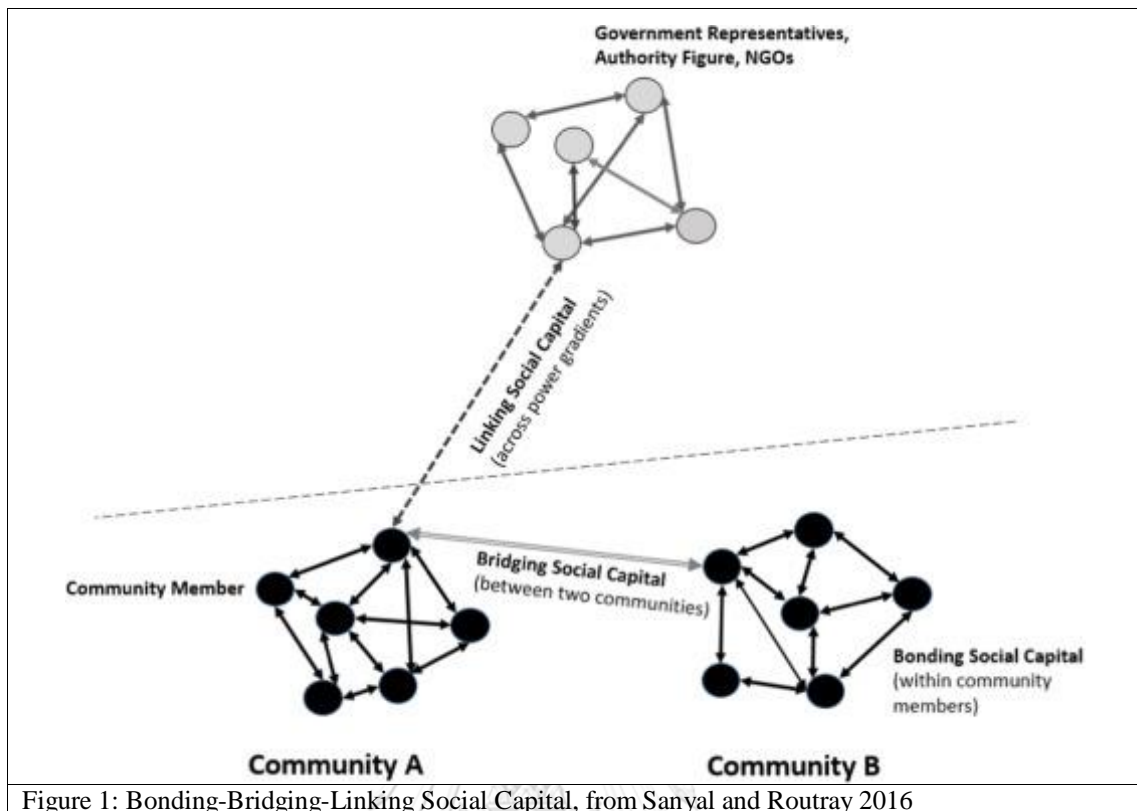 Government Representatives,
Authority Figure, NGOs
Linking Social Capital
(across power gradients)
Community Member
Bridging Social Capital
(between two communities)
Bonding Social Capital
(within community
members)
Community A
Community B
Figure 1: Bonding-Bridging-Linking Social Capital, from Sanyal and Routray 2016